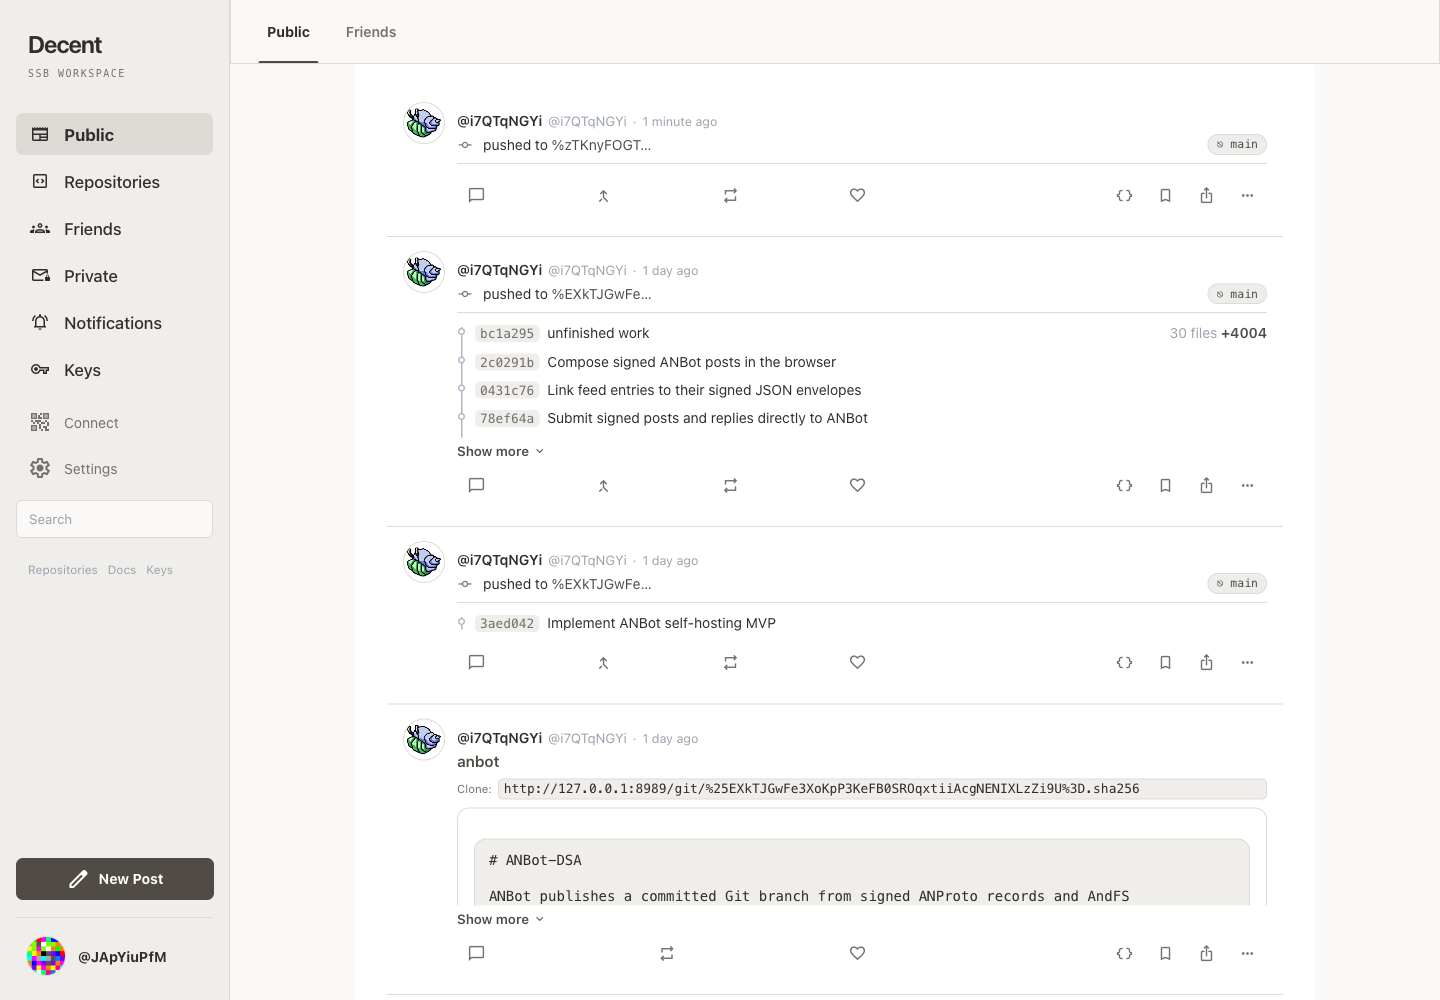 Decent
SSB WORKSPACE
Public
Repositories
Friends
Private
Notifications
Keys
Connect
Settings
Search
Repositories Docs Keys
New Post
@JApYiuPfM
Public Friends
@i7QTqNGYi @i7QTqNGYi · 1 minute ago
pushed to %zTKnyFOGT... main
@i7QTqNGYi @i7QTqNGYi · 1 day ago
pushed to %EXkTJGwFe... main
bc1a295 unfinished work 30 files +4004
2c0291b Compose signed ANBot posts in the browser
0431c76 Link feed entries to their signed JSON envelopes
78ef64a Submit signed posts and replies directly to ANBot
Show more
@i7QTqNGYi @i7QTqNGYi · 1 day ago
pushed to %EXkTJGwFe... main
3aed042 Implement ANBot self-hosting MVP
@i7QTqNGYi @i7QTqNGYi · 1 day ago
anbot
Clone: http://127.0.0.1:8989/git/%25EXkTJGwFe3XoKpP3KeFB0SROqxtiiAcgNENIXLzZi9U%3D.sha256
# ANBot-DSA
ANBot publishes a committed Git branch from signed ANProto records and AndFS
Show more